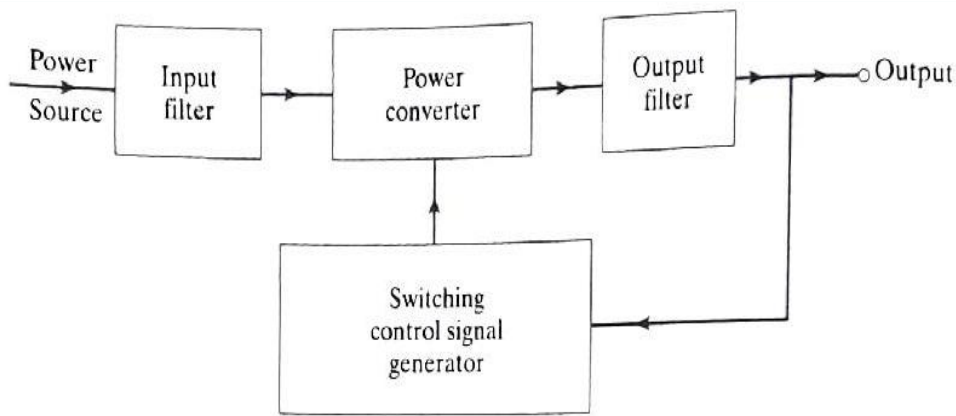 Power
Source
Input
filter
Power
converter
Output
filter
Output
Switching
control signal
generator